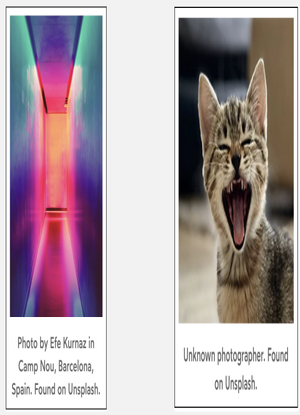 Photo by Efe Kurnaz in
Camp Nou, Barcelona,
Spain. Found on Unsplash.
Unknown photographer. Found
on Unsplash.